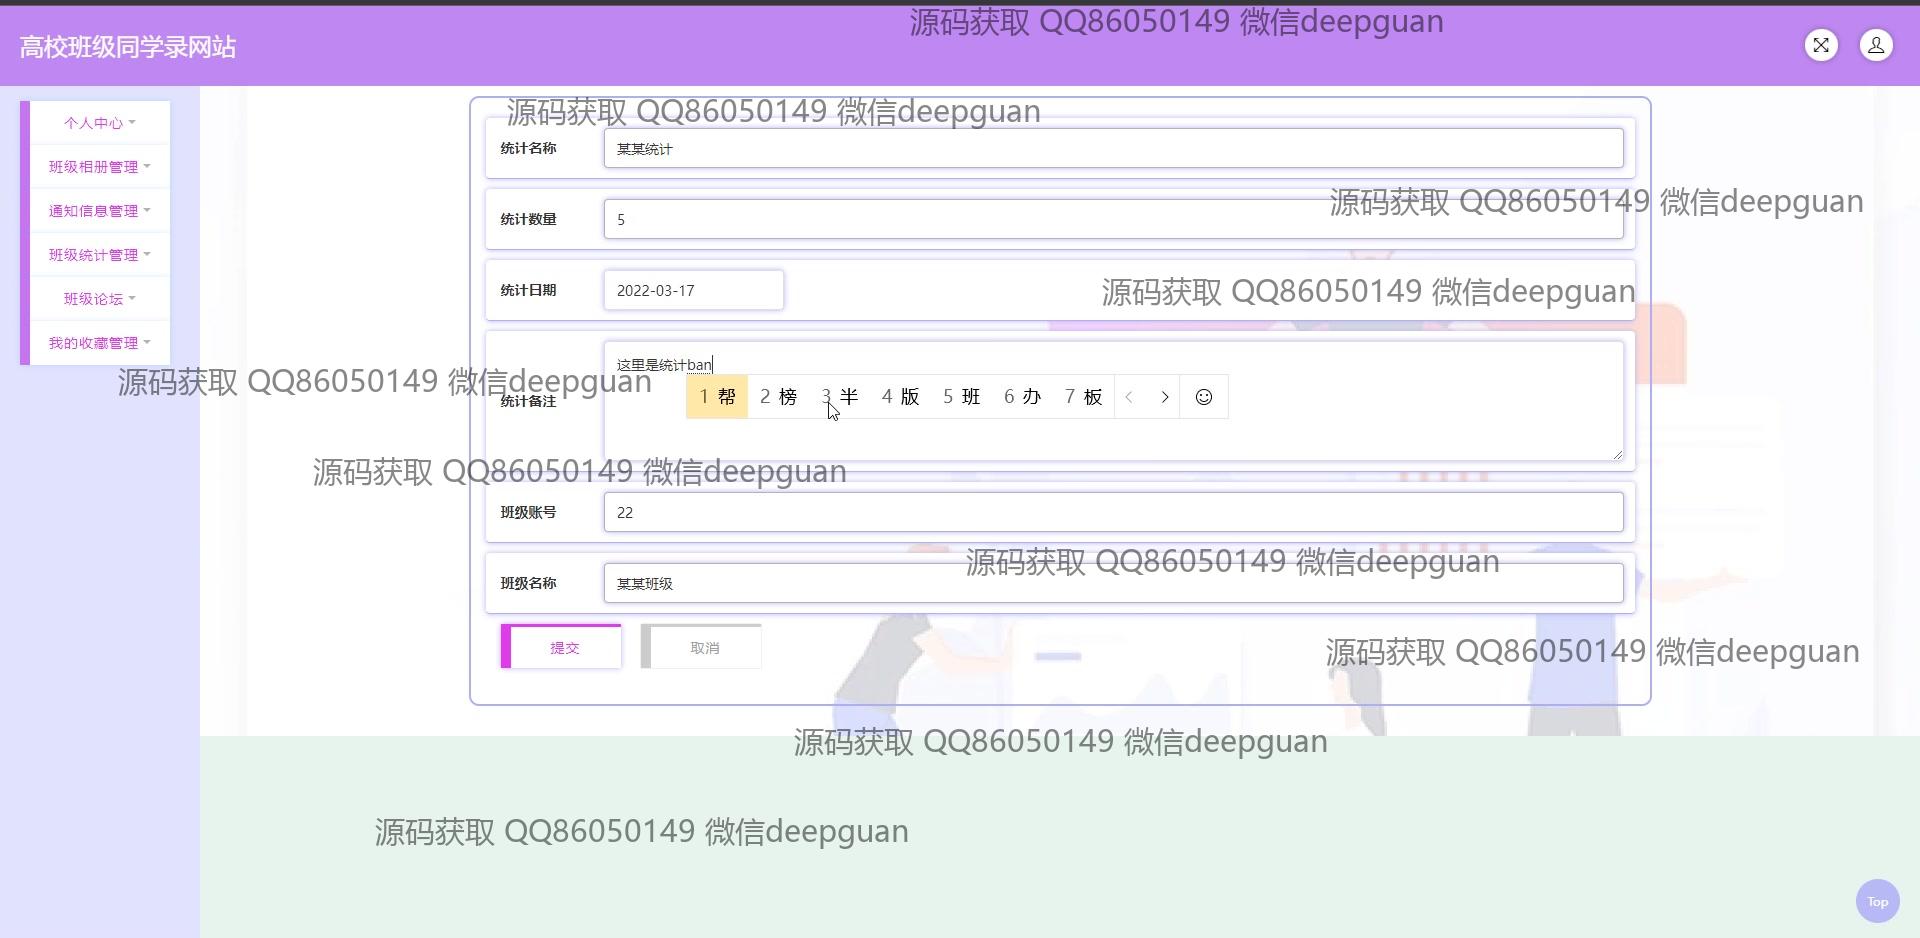 源码获取 QQ86050149 微信deepguan
高校班级同学录网站
个人中心
班级相册管理
通知信息管理
班级统计管理
班级论坛
我的收藏管理
源码获取 QQ86050149 微信deepguan
统计名称 某某统计
源码获取 QQ86050149 微信deepguan
统计数量 5
统计日期 2022-03-17
源码获取 QQ86050149 微信deepguan
这里是统计ban
源码获取 QQ86050149 微信deepguan
统计备注
1 帮 2 榜 3 半 4 版 5 班 6 办 7 板
源码获取 QQ86050149 微信deepguan
班级账号 22
源码获取 QQ86050149 微信deepguan
班级名称 某某班级
提交 取消
源码获取 QQ86050149 微信deepguan
源码获取 QQ86050149 微信deepguan
源码获取 QQ86050149 微信deepguan
Top